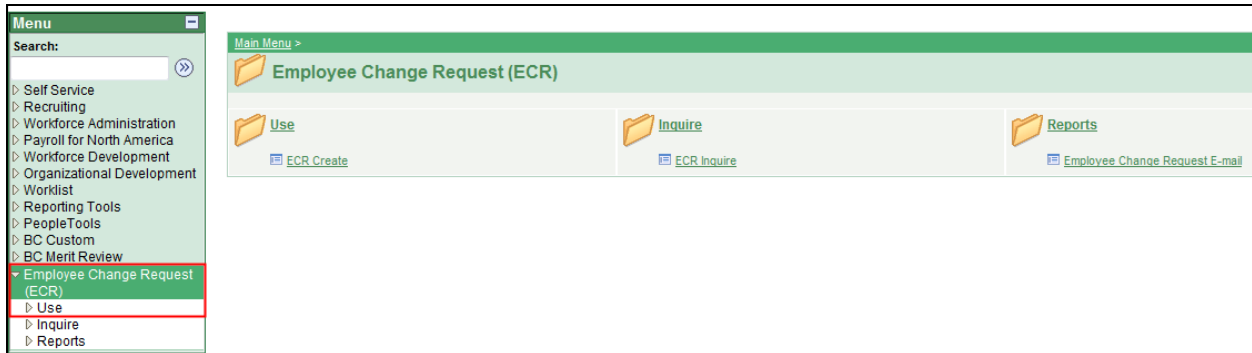 Menu
Search:
Self Service
Recruiting
Workforce Administration
Payroll for North America
Workforce Development
Organizational Development
Worklist
Reporting Tools
PeopleTools
BC Custom
BC Merit Review
Employee Change Request
(ECR)
Use
Inquire
Reports
Main Menu >
Employee Change Request (ECR)
Use
ECR Create
Inquire
ECR Inquire
Reports
Employee Change Request E-mail